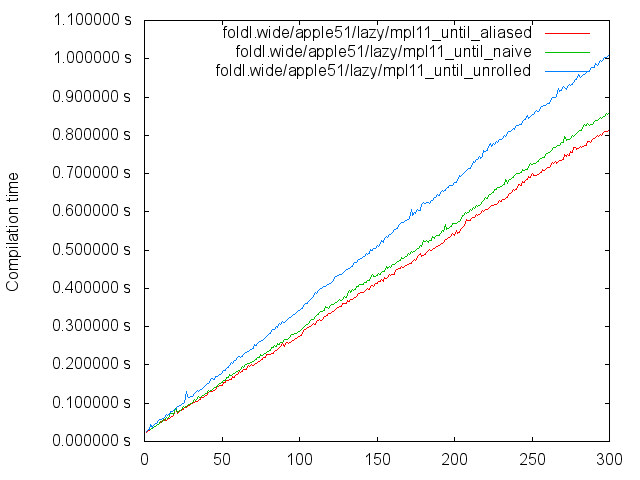 1.100000 s
1.000000 s
0.900000 s
0.800000 s
0.700000 s
0.600000 s
0.500000 s
0.400000 s
0.300000 s
0.200000 s
0.100000 s
0.000000 s
Compilation time
foldl.wide/apple51/lazy/mpl11_until_aliased
foldl.wide/apple51/lazy/mpl11_until_naive
foldl.wide/apple51/lazy/mpl11_until_unrolled
0 50 100 150 200 250 300